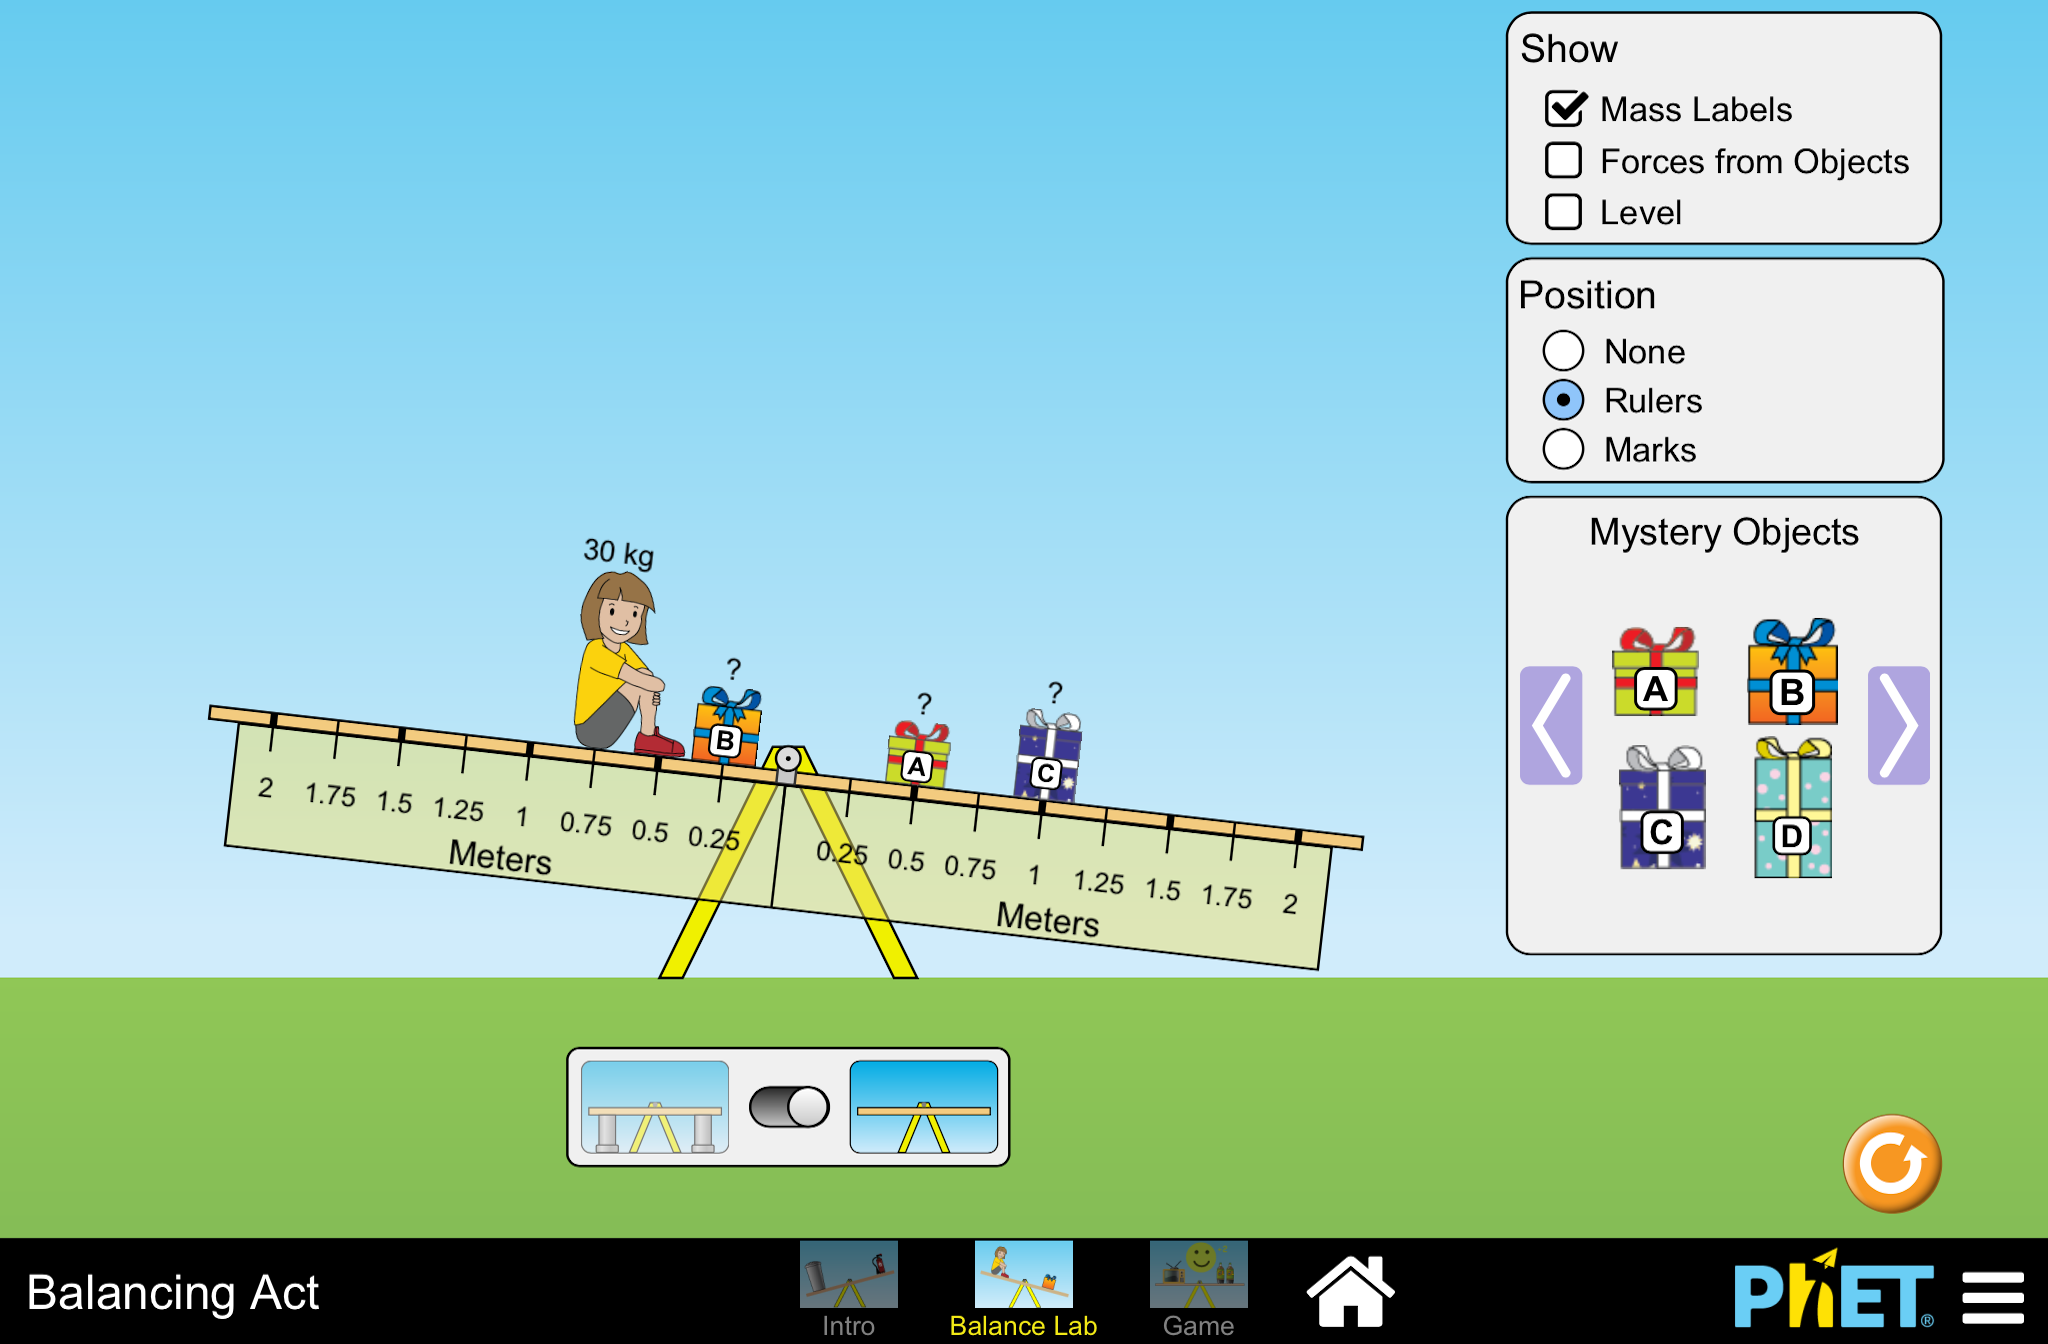 Show
Mass Labels
Forces from Objects
Level
Position
None
Rulers
Marks
Mystery Objects
A
B
C
D
30 kg
?
?
?
B
A
C
2 1.75 1.5 1.25 1 0.75 0.5 0.25
Meters
0.25 0.5 0.75 1 1.25 1.5 1.75 2
Meters
Balancing Act
Intro
Balance Lab
Game
PhET®